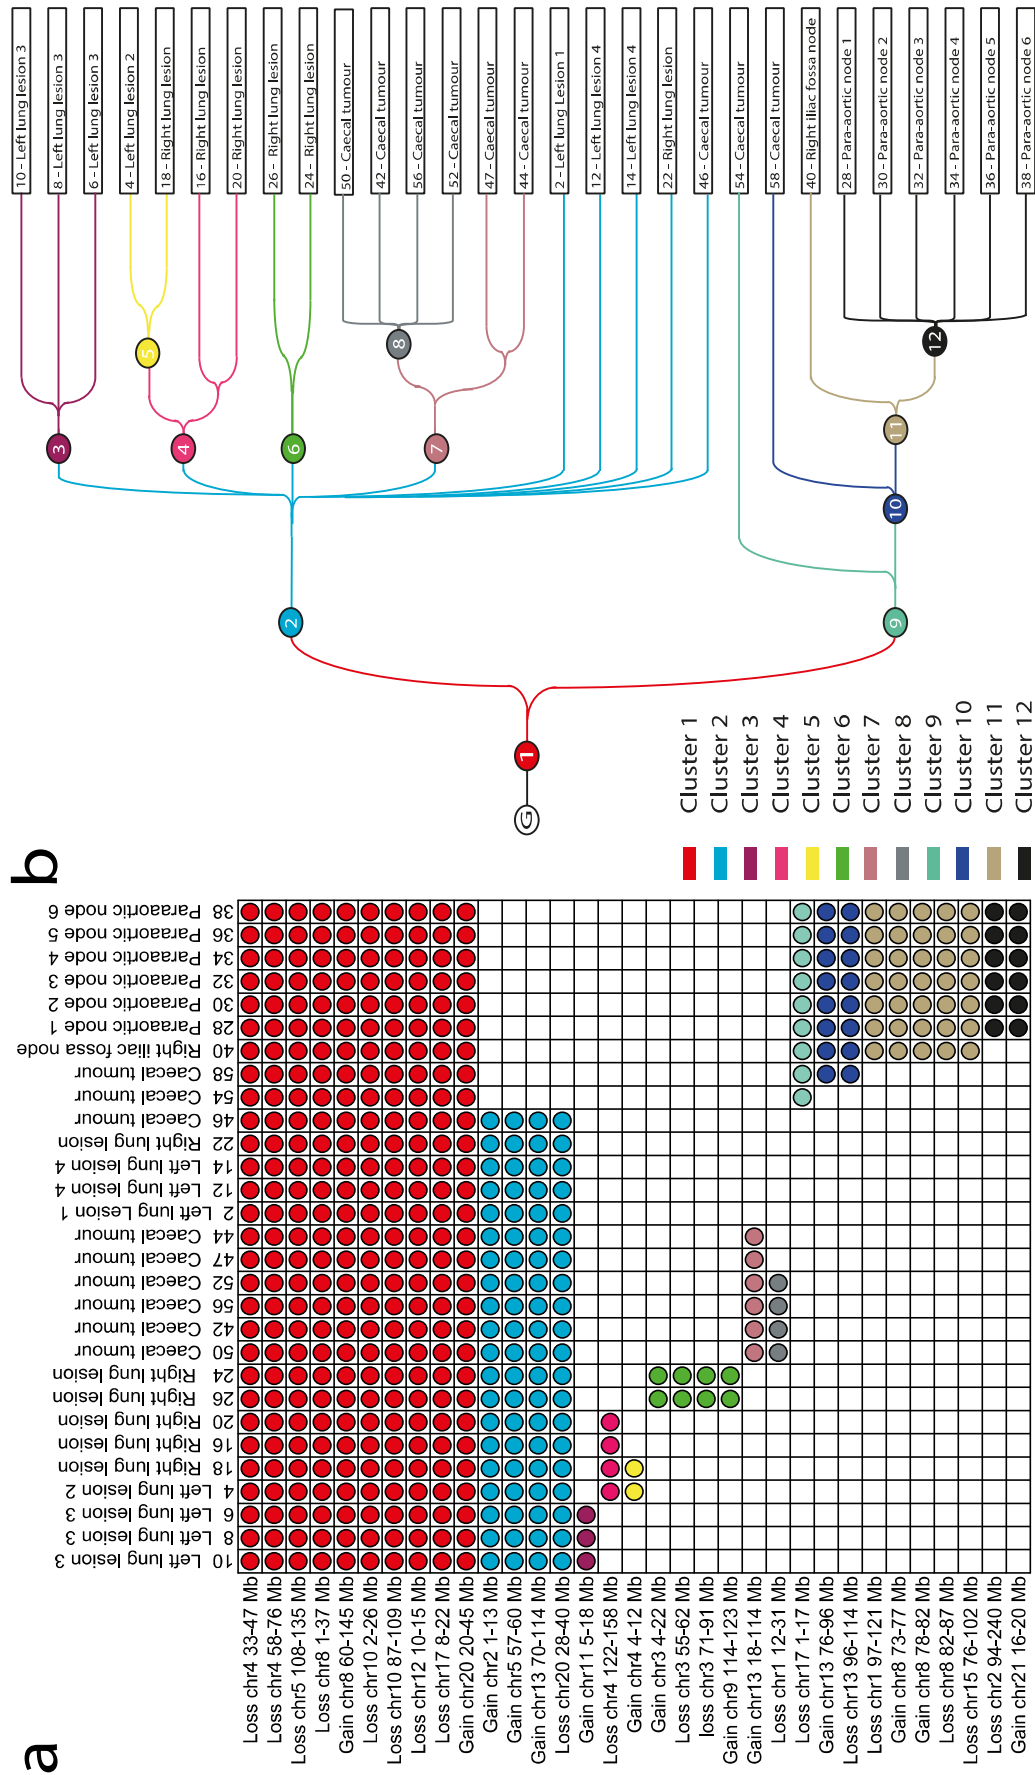 a
38 Paraaortic node 6
36 Paraaortic node 5
34 Paraaortic node 4
32 Paraaortic node 3
30 Paraaortic node 2
28 Paraaortic node 1
40 Right iliac fossa node
58 Caecal tumour
54 Caecal tumour
46 Caecal tumour
22 Right lung lesion
14 Left lung lesion 4
12 Left lung lesion 4
2 Left lung Lesion 1
44 Caecal tumour
47 Caecal tumour
52 Caecal tumour
56 Caecal tumour
42 Caecal tumour
50 Caecal tumour
24 Right lung lesion
26 Right lung lesion
20 Right lung lesion
16 Right lung lesion
18 Right lung lesion
4 Left lung lesion 2
6 Left lung lesion 3
8 Left lung lesion 3
10 Left lung lesion 3
Loss chr4 33-47 Mb
Loss chr4 58-76 Mb
Loss chr5 108-135 Mb
Loss chr8 1-37 Mb
Gain chr8 60-145 Mb
Loss chr10 2-26 Mb
Loss chr10 87-109 Mb
Loss chr12 10-15 Mb
Loss chr17 8-22 Mb
Gain chr20 20-45 Mb
Gain chr2 1-13 Mb
Gain chr5 57-60 Mb
Gain chr13 70-114 Mb
Loss chr20 28-40 Mb
Gain chr11 5-18 Mb
Loss chr4 122-158 Mb
Gain chr4 4-12 Mb
Gain chr3 4-22 Mb
Loss chr3 55-62 Mb
loss chr3 71-91 Mb
Gain chr9 114-123 Mb
Gain chr13 18-114 Mb
Loss chr1 12-31 Mb
Loss chr17 1-17 Mb
Gain chr13 76-96 Mb
Loss chr13 96-114 Mb
Loss chr1 97-121 Mb
Gain chr8 73-77 Mb
Gain chr8 78-82 Mb
Loss chr8 82-87 Mb
Loss chr15 76-102 Mb
Loss chr2 94-240 Mb
Gain chr21 16-20 Mb
b
10 - Left lung lesion 3
8 - Left lung lesion 3
6 - Left lung lesion 3
4 - Left lung lesion 2
18 - Right lung lesion
16 - Right lung lesion
20 - Right lung lesion
26 - Right lung lesion
24 - Right lung lesion
50 - Caecal tumour
42 - Caecal tumour
56 - Caecal tumour
52 - Caecal tumour
47 - Caecal tumour
44 - Caecal tumour
2 - Left lung Lesion 1
12 - Left lung lesion 4
14 - Left lung lesion 4
22 - Right lung lesion
46 - Caecal tumour
54 - Caecal tumour
58 - Caecal tumour
40 - Right iliac fossa node
28 - Para-aortic node 1
30 - Para-aortic node 2
32 - Para-aortic node 3
34 - Para-aortic node 4
36 - Para-aortic node 5
38 - Para-aortic node 6
G
1
2
3
4
5
6
7
8
9
10
11
12
Cluster 1
Cluster 2
Cluster 3
Cluster 4
Cluster 5
Cluster 6
Cluster 7
Cluster 8
Cluster 9
Cluster 10
Cluster 11
Cluster 12